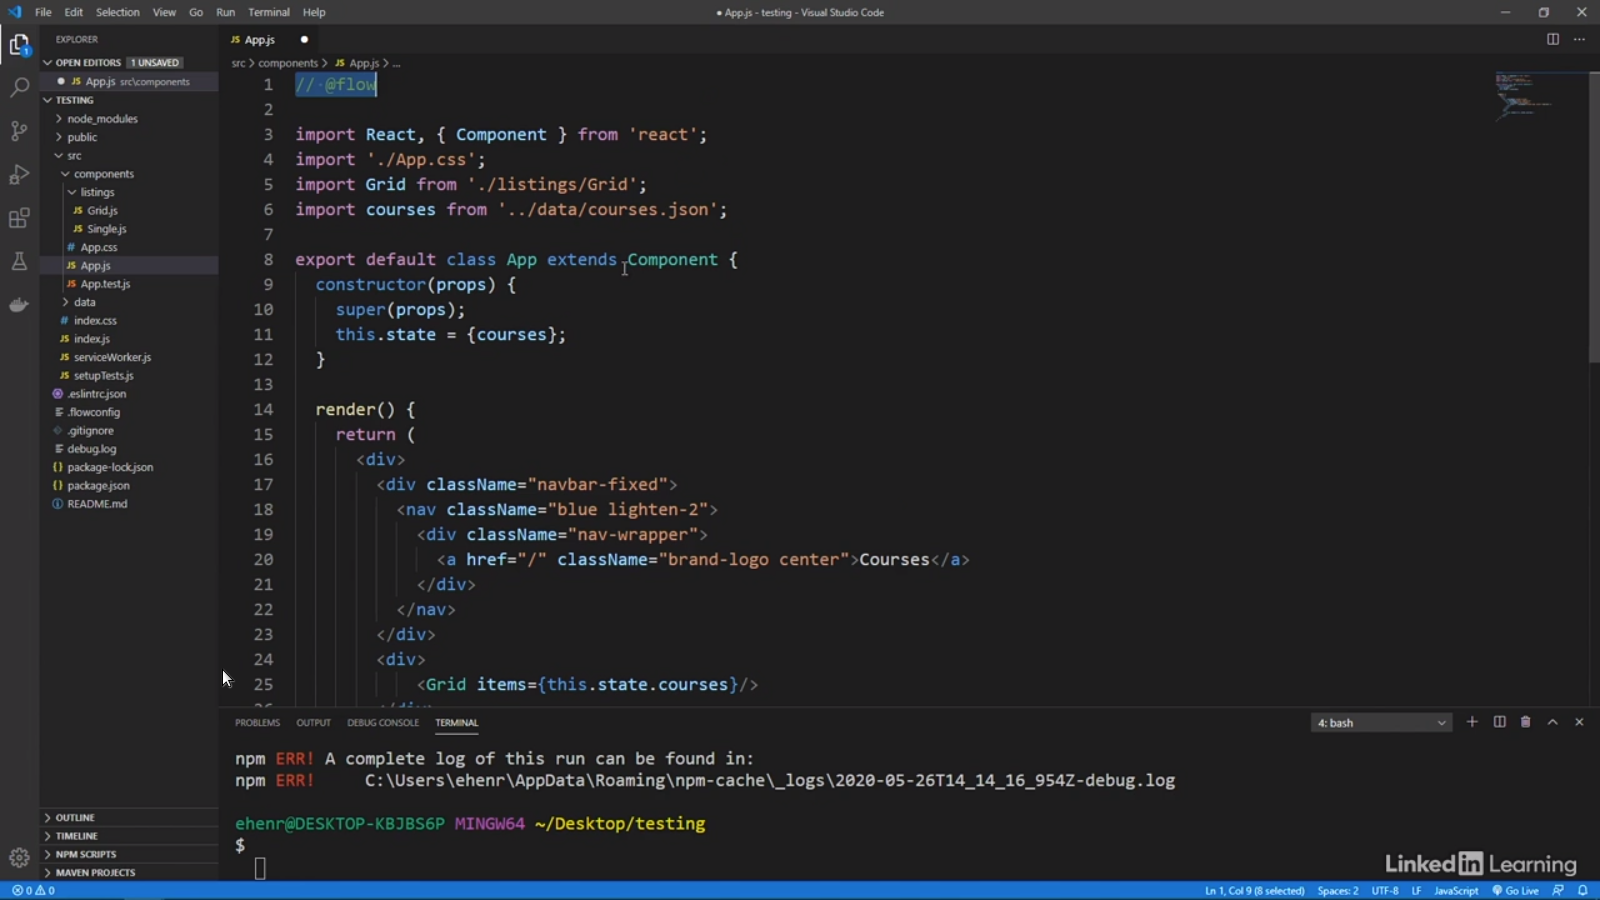 File Edit Selection View Go Run Terminal Help
● App.js - testing - Visual Studio Code
EXPLORER
OPEN EDITORS 1 UNSAVED
● JS App.js src\components
TESTING
node_modules
public
src
components
listings
JS Grid.js
JS Single.js
# App.css
JS App.js
JS App.test.js
data
# index.css
JS index.js
JS serviceWorker.js
JS setupTests.js
.eslintrc.json
.flowconfig
.gitignore
debug.log
{} package-lock.json
{} package.json
README.md
OUTLINE
TIMELINE
NPM SCRIPTS
MAVEN PROJECTS
JS App.js ●
src > components > JS App.js > ...
1 // @flow
2
3 import React, { Component } from 'react';
4 import './App.css';
5 import Grid from './listings/Grid';
6 import courses from '../data/courses.json';
7
8 export default class App extends Component {
9 constructor(props) {
10 super(props);
11 this.state = {courses};
12 }
13
14 render() {
15 return (
16 <div>
17 <div className="navbar-fixed">
18 <nav className="blue lighten-2">
19 <div className="nav-wrapper">
20 <a href="/" className="brand-logo center">Courses</a>
21 </div>
22 </nav>
23 </div>
24 <div>
25 <Grid items={this.state.courses}/>
PROBLEMS OUTPUT DEBUG CONSOLE TERMINAL
4: bash
npm ERR! A complete log of this run can be found in:
npm ERR!     C:\Users\ehenr\AppData\Roaming\npm-cache\_logs\2020-05-26T14_14_16_954Z-debug.log
ehenr@DESKTOP-KBJBS6P MINGW64 ~/Desktop/testing
$
LinkedIn Learning
0 0
Ln 1, Col 9 (8 selected) Spaces: 2 UTF-8 LF JavaScript Go Live